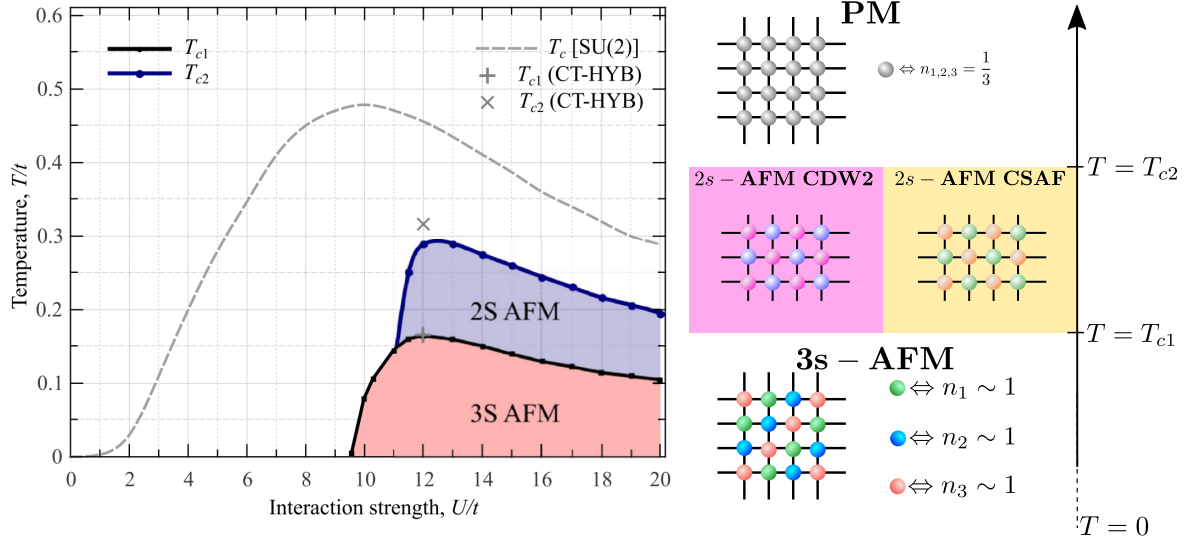 0.6
0.5
0.4
0.3
0.2
0.1
0
Temperature, T/t
T_{c1}
T_{c2}
T_c [SU(2)]
T_{c1} (CT-HYB)
T_{c2} (CT-HYB)
2S AFM
3S AFM
0 2 4 6 8 10 12 14 16 18 20
Interaction strength, U/t
PM
⇔ n_{1,2,3} = 1/3
2s − AFM CDW2
2s − AFM CSAF
T = T_{c2}
T = T_{c1}
3s − AFM
⇔ n_1 ∼ 1
⇔ n_2 ∼ 1
⇔ n_3 ∼ 1
T = 0